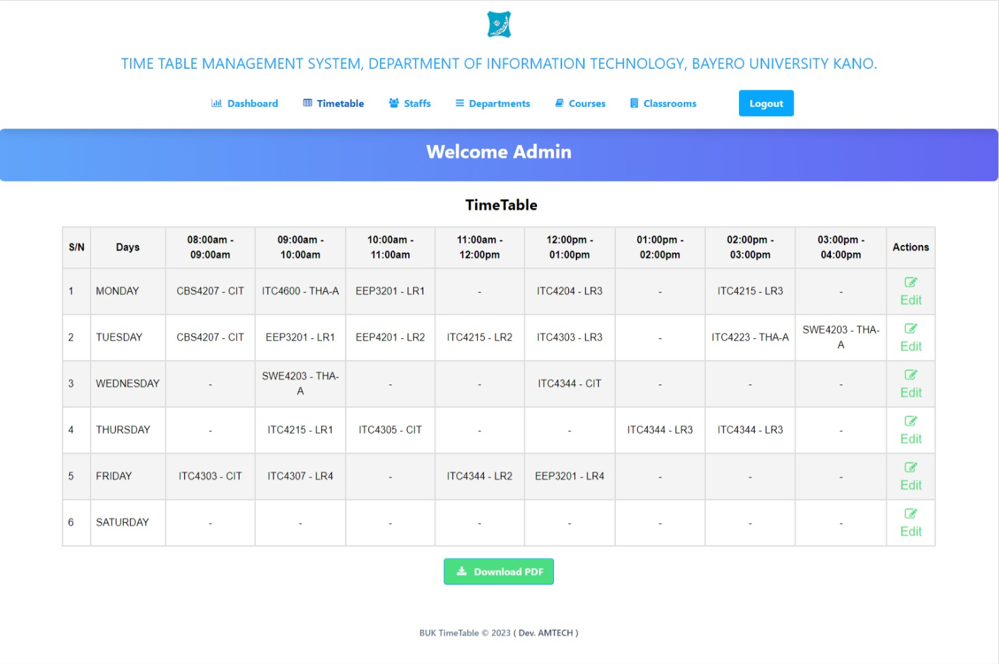 TIME TABLE MANAGEMENT SYSTEM, DEPARTMENT OF INFORMATION TECHNOLOGY, BAYERO UNIVERSITY KANO.
Dashboard Timetable Staffs Departments Courses Classrooms Logout
Welcome Admin
TimeTable
S/N Days 08:00am - 09:00am 09:00am - 10:00am 10:00am - 11:00am 11:00am - 12:00pm 12:00pm - 01:00pm 01:00pm - 02:00pm 02:00pm - 03:00pm 03:00pm - 04:00pm Actions
1 MONDAY CBS4207 - CIT ITC4600 - THA-A EEP3201 - LR1 - ITC4204 - LR3 - ITC4215 - LR3 - Edit
2 TUESDAY CBS4207 - CIT EEP3201 - LR1 EEP4201 - LR2 ITC4215 - LR2 ITC4303 - LR3 - ITC4223 - THA-A SWE4203 - THA-A Edit
3 WEDNESDAY - SWE4203 - THA-A - - ITC4344 - CIT - - - Edit
4 THURSDAY - ITC4215 - LR1 ITC4305 - CIT - - ITC4344 - LR3 ITC4344 - LR3 - Edit
5 FRIDAY ITC4303 - CIT ITC4307 - LR4 - ITC4344 - LR2 EEP3201 - LR4 - - - Edit
6 SATURDAY - - - - - - - - Edit
Download PDF
BUK TimeTable © 2023 ( Dev. AMTECH )